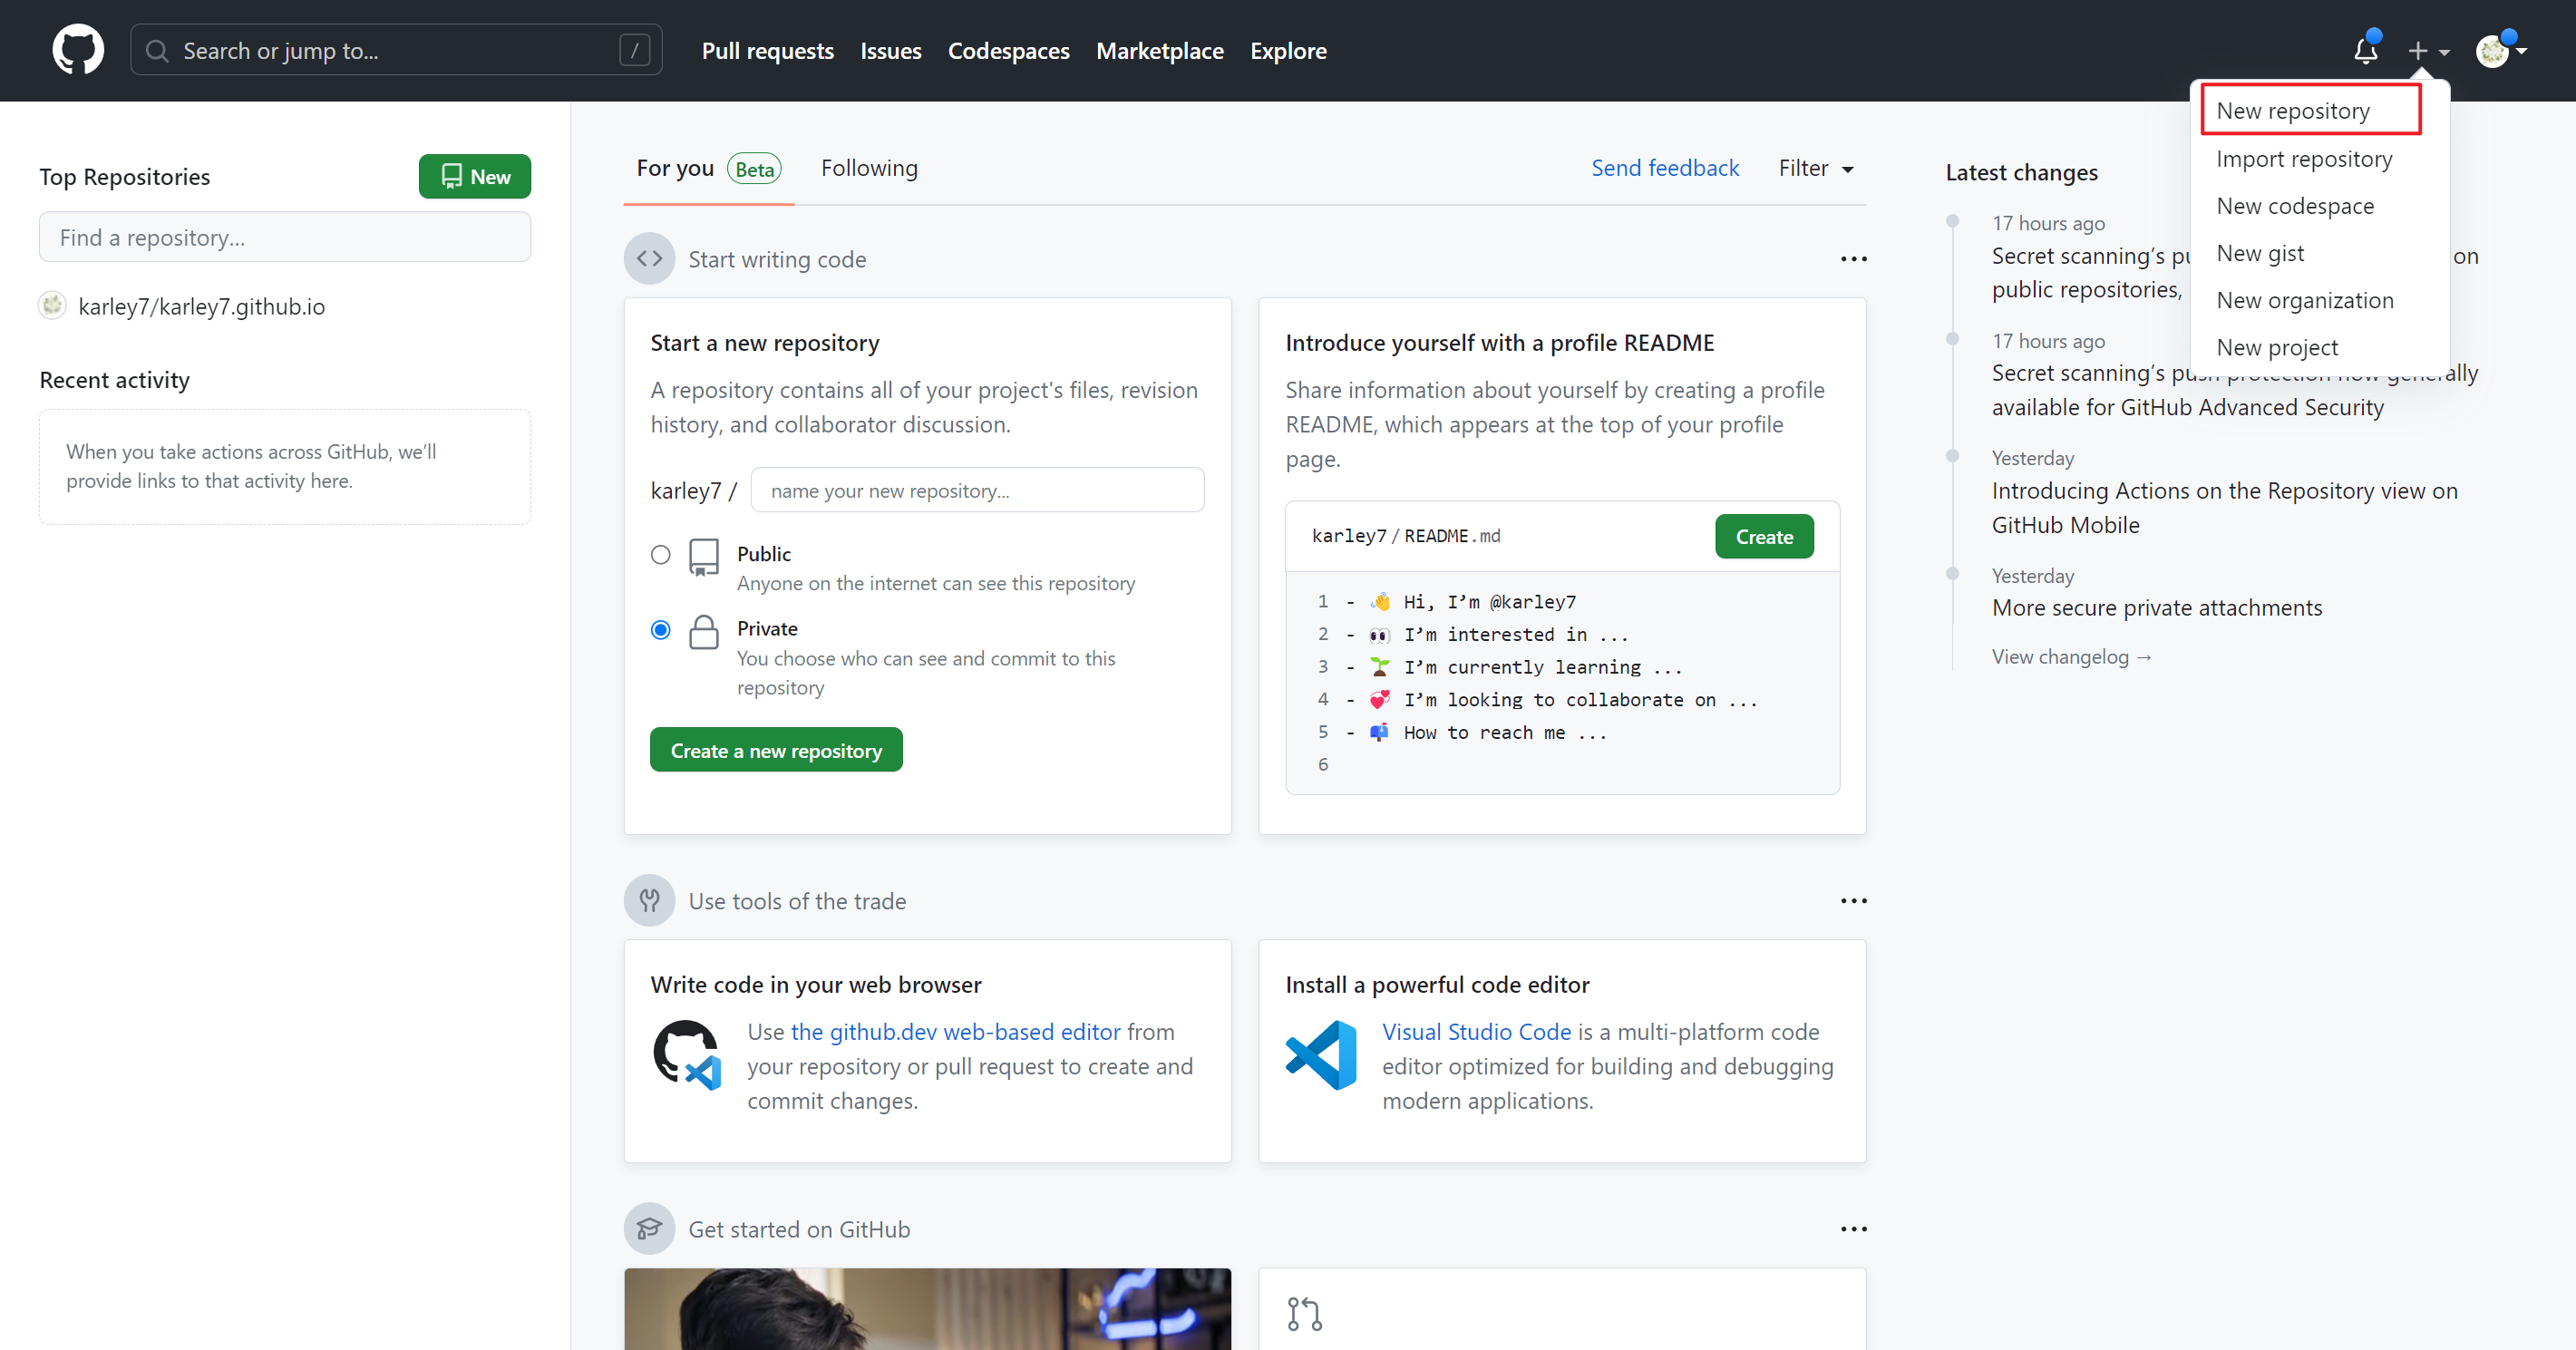 Search or jump to...
/
Pull requests
Issues
Codespaces
Marketplace
Explore
New repository
Import repository
New codespace
New gist
New organization
New project
Top Repositories
New
Find a repository...
karley7/karley7.github.io
Recent activity
When you take actions across GitHub, we'll
provide links to that activity here.
For you Beta
Following
Send feedback
Filter
Start writing code
Start a new repository
A repository contains all of your project's files, revision
history, and collaborator discussion.
karley7 /
name your new repository...
Public
Anyone on the internet can see this repository
Private
You choose who can see and commit to this
repository
Create a new repository
Introduce yourself with a profile README
Share information about yourself by creating a profile
README, which appears at the top of your profile
page.
karley7/README.md
Create
1 - 👋 Hi, I’m @karley7
2 - 👀 I’m interested in ...
3 - 🌱 I’m currently learning ...
4 - 💞️ I’m looking to collaborate on ...
5 - 📫 How to reach me ...
6
Use tools of the trade
Write code in your web browser
Use the github.dev web-based editor from
your repository or pull request to create and
commit changes.
Install a powerful code editor
Visual Studio Code is a multi-platform code
editor optimized for building and debugging
modern applications.
Get started on GitHub
Latest changes
17 hours ago
Secret scanning’s on
public repositories,
17 hours ago
Secret scanning’s push protection now generally
available for GitHub Advanced Security
Yesterday
Introducing Actions on the Repository view on
GitHub Mobile
Yesterday
More secure private attachments
View changelog →